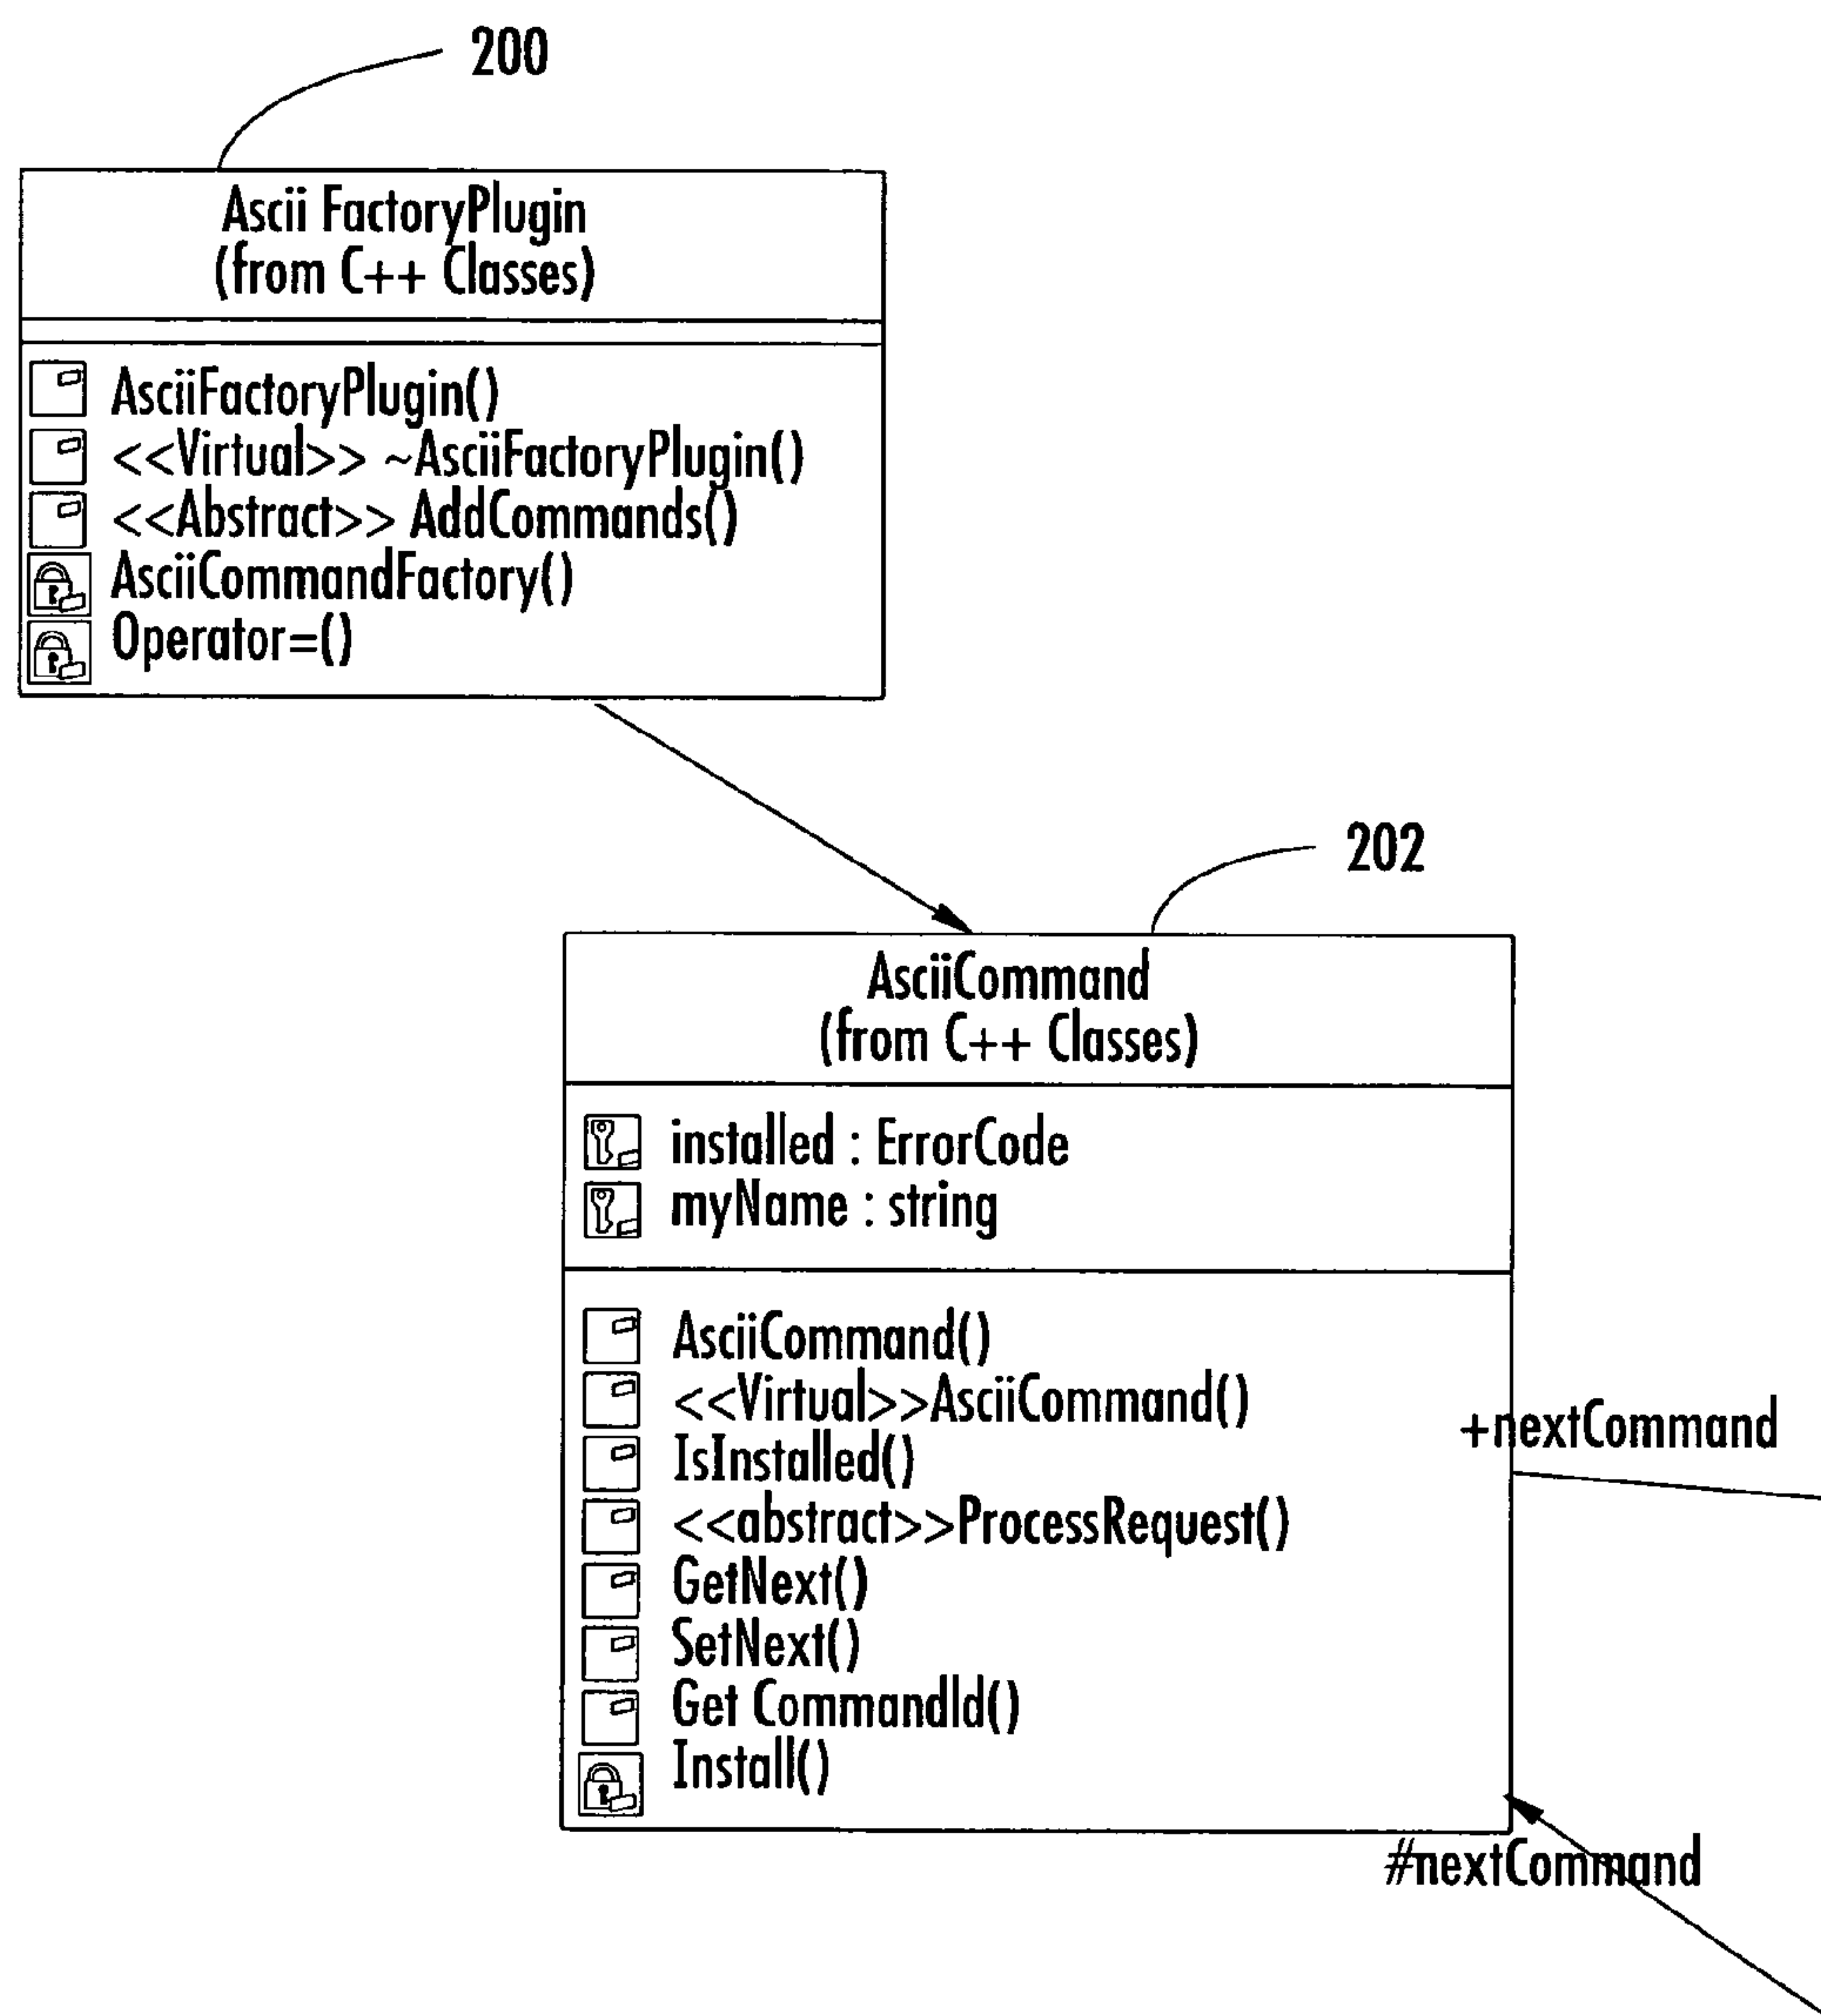 200
Ascii FactoryPlugin
(from C++ Classes)
AsciiFactoryPlugin()
<<Virtual>> ~AsciiFactoryPlugin()
<<Abstract>> AddCommands()
AsciiCommandFactory()
Operator=()
202
AsciiCommand
(from C++ Classes)
installed : ErrorCode
myName : string
AsciiCommand()
<<Virtual>>AsciiCommand()
IsInstalled()
<<abstract>>ProcessRequest()
GetNext()
SetNext()
Get CommandId()
Install()
+nextCommand
#nextCommand